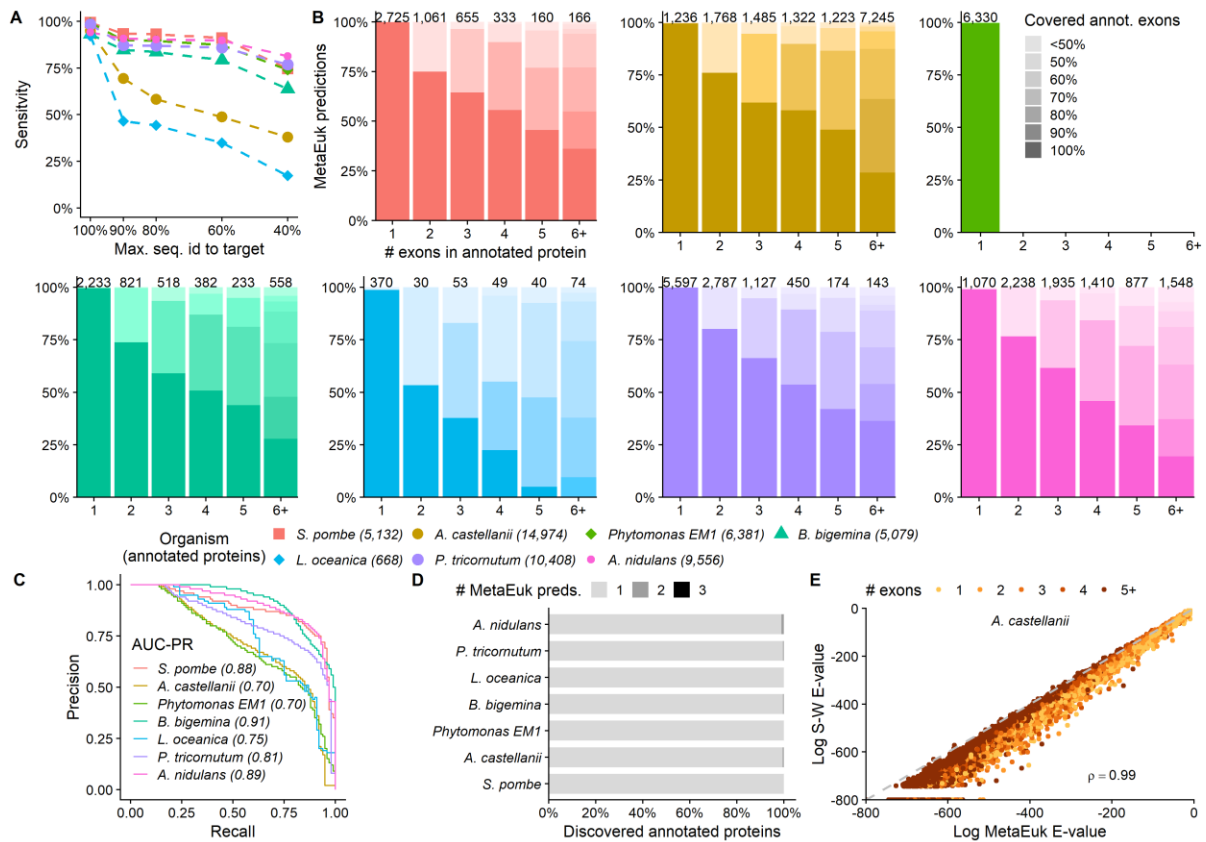 A
Sensitvity
100%
75%
50%
25%
0%
100% 90% 80% 60% 40%
Max. seq. id to target
B
MetaEuk predictions
100%
75%
50%
25%
0%
2,725 1,061 655 333 160 166
1 2 3 4 5 6+
# exons in annotated protein
100%
75%
50%
25%
0%
1,236 1,768 1,485 1,322 1,223 7,245
1 2 3 4 5 6+
100%
75%
50%
25%
0%
6,330
1 2 3 4 5 6+
Covered annot. exons
<50%
50%
60%
70%
80%
90%
100%
100%
75%
50%
25%
0%
2,233 821 518 382 233 558
1 2 3 4 5 6+
100%
75%
50%
25%
0%
370 30 53 49 40 74
1 2 3 4 5 6+
100%
75%
50%
25%
0%
5,597 2,787 1,127 450 174 143
1 2 3 4 5 6+
100%
75%
50%
25%
0%
1,070 2,238 1,935 1,410 877 1,548
1 2 3 4 5 6+
Organism
(annotated proteins)
S. pombe (5,132) A. castellanii (14,974) Phytomonas EM1 (6,381) B. bigemina (5,079)
L. oceanica (668) P. tricornutum (10,408) A. nidulans (9,556)
C
Precision
1.00
0.75
0.50
0.25
0.00
AUC-PR
S. pombe (0.88)
A. castellanii (0.70)
Phytomonas EM1 (0.70)
B. bigemina (0.91)
L. oceanica (0.75)
P. tricornutum (0.81)
A. nidulans (0.89)
0.00 0.25 0.50 0.75 1.00
Recall
D
# MetaEuk preds. 1 2 3
A. nidulans
P. tricornutum
L. oceanica
B. bigemina
Phytomonas EM1
A. castellanii
S. pombe
0% 20% 40% 60% 80% 100%
Discovered annotated proteins
E
# exons 1 2 3 4 5+
A. castellanii
Log S-W E-value
0
-200
-400
-600
-800
ρ = 0.99
-800 -600 -400 -200 0
Log MetaEuk E-value